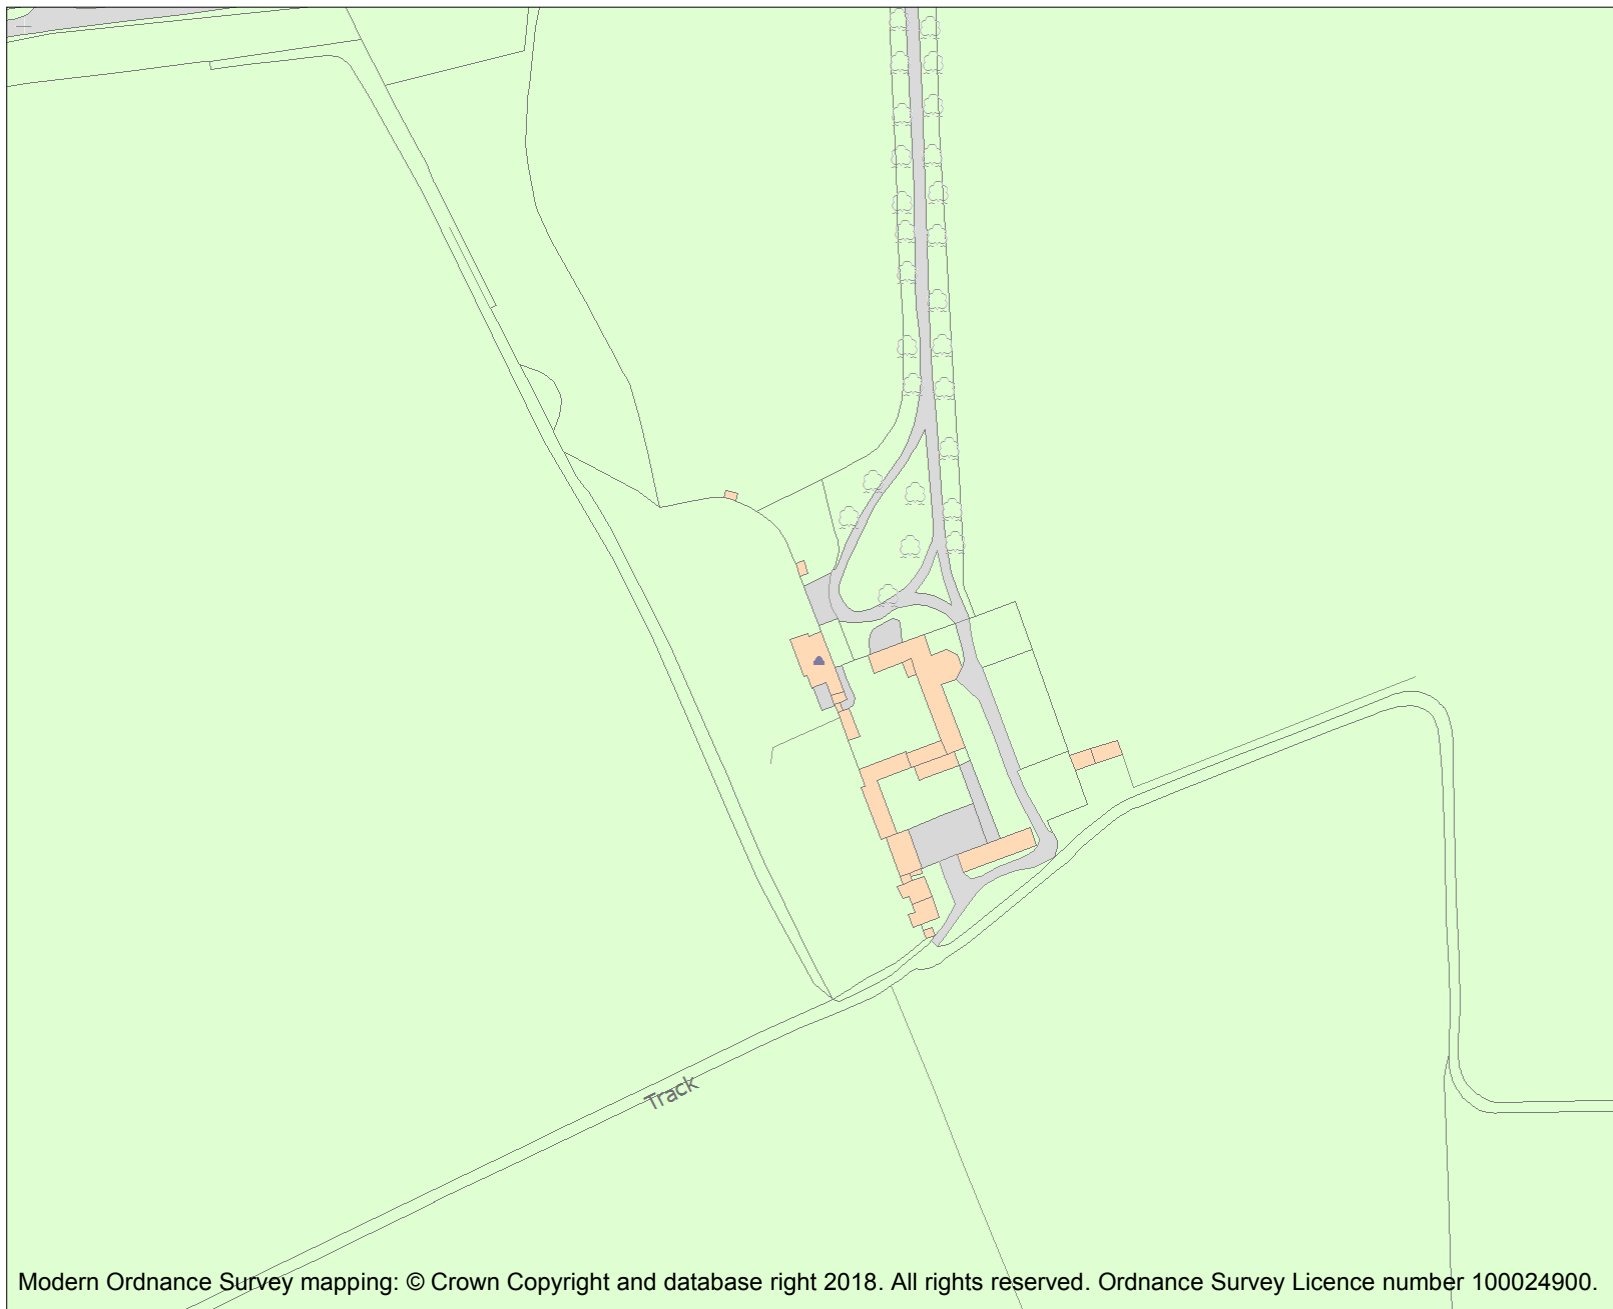 Track
Modern Ordnance Survey mapping: © Crown Copyright and database right 2018. All rights reserved. Ordnance Survey Licence number 100024900.